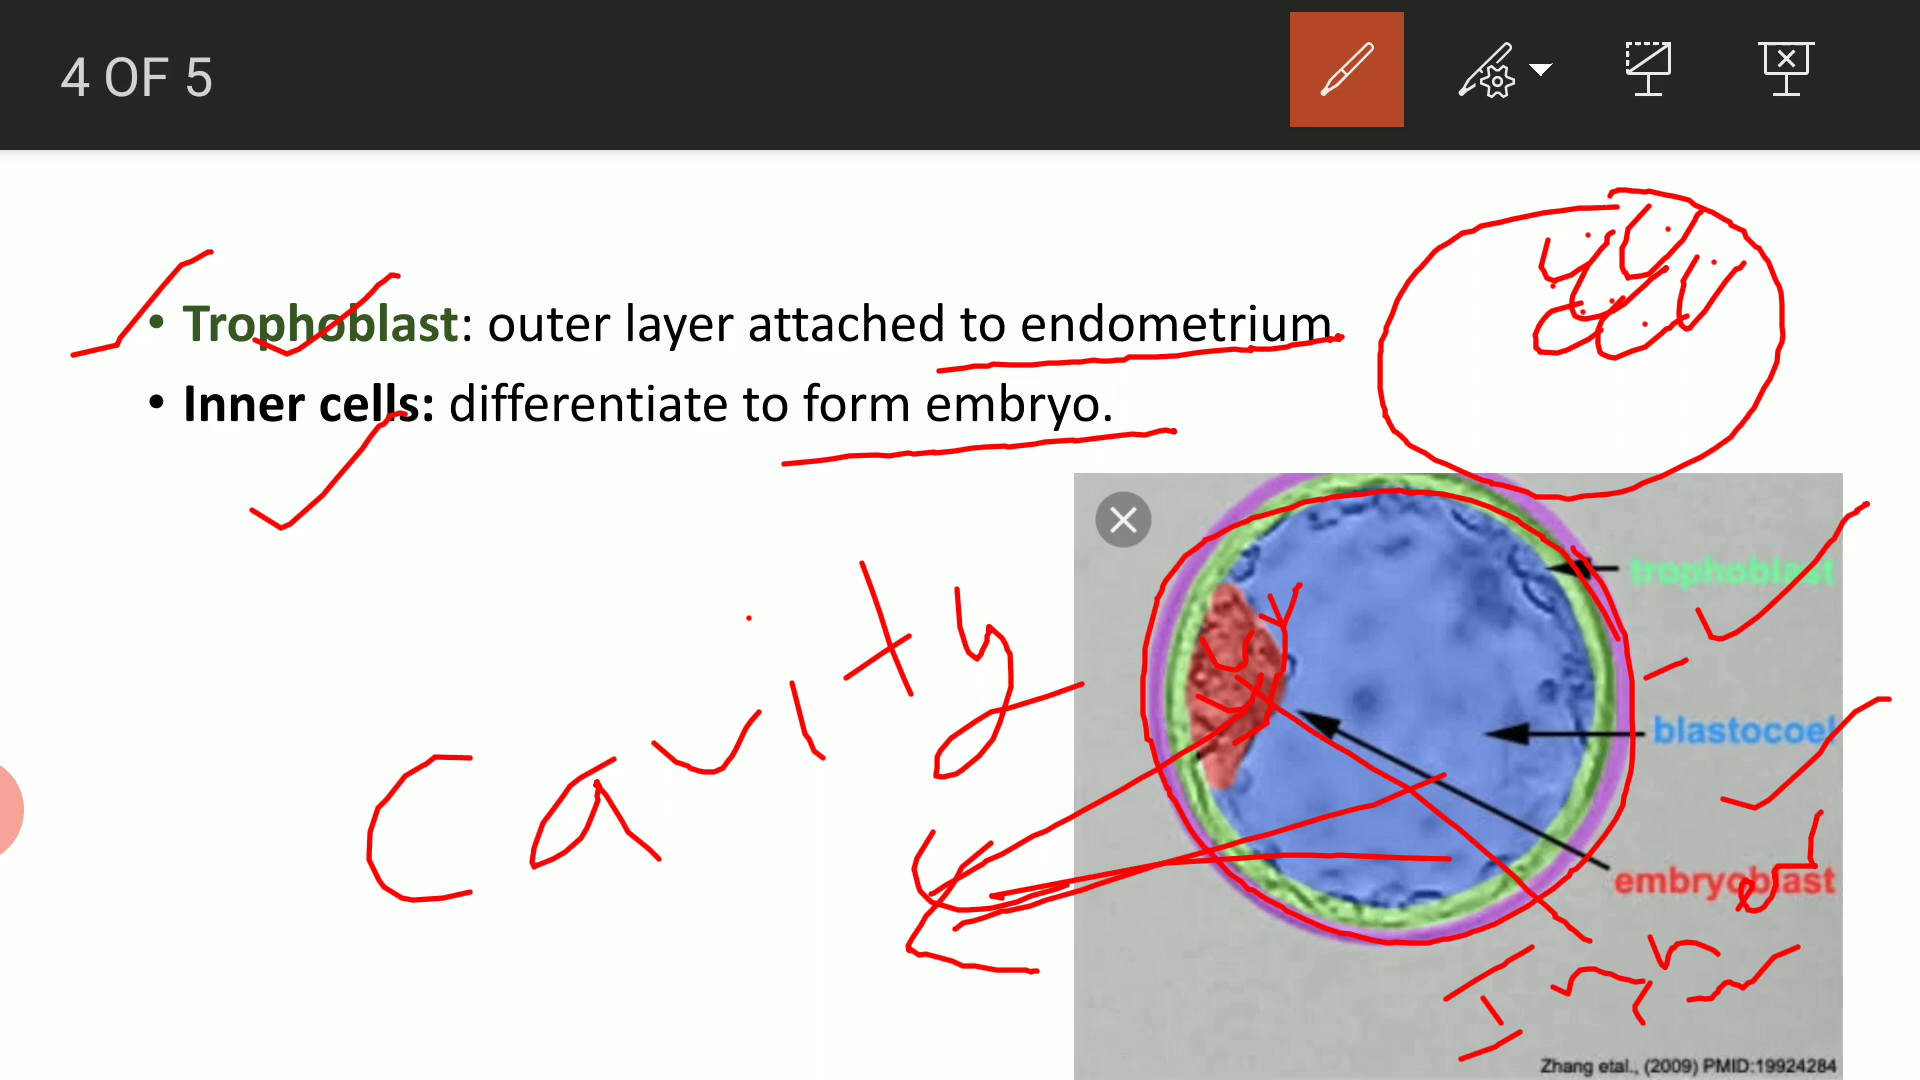 4 OF 5
• Trophoblast: outer layer attached to endometrium.
• Inner cells: differentiate to form embryo.
trophoblast
Cavity
blastocoel
embryoblast
Inner
Zhang etal., (2009) PMID:19924284